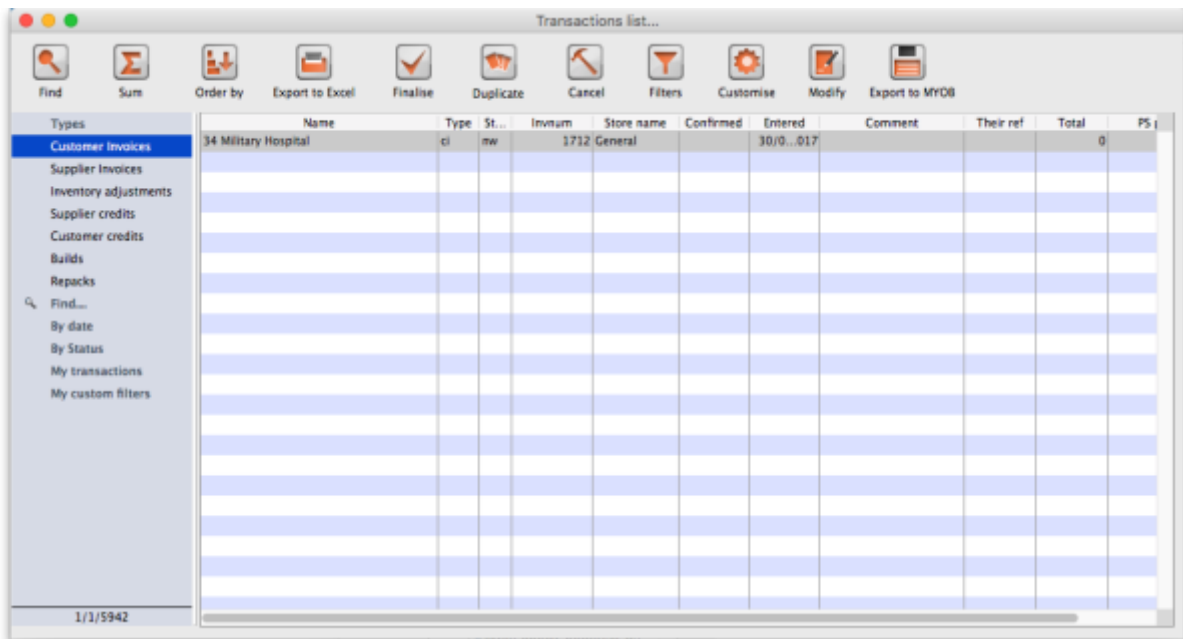 Transactions list...
Find Sum Order by Export to Excel Finalise Duplicate Cancel Filters Customise Modify Export to MYOB
Types
Customer Invoices
Supplier Invoices
Inventory adjustments
Supplier credits
Customer credits
Builds
Repacks
Find...
By date
By Status
My transactions
My custom filters
1/1/5942
Name Type St... Invnum Store name Confirmed Entered Comment Their ref Total PS
34 Military Hospital ci nw 1712 General 30/0...017 0